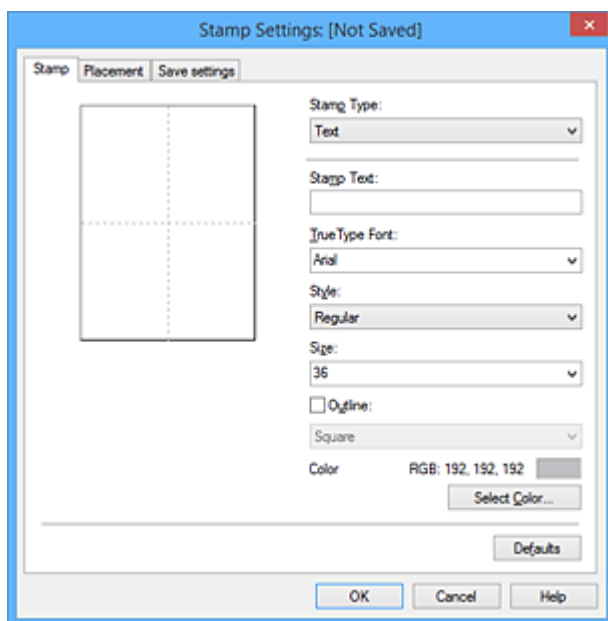 Stamp Settings: [Not Saved]
Stamp Placement Save settings
Stamp Type:
Text
Stamp Text:
TrueType Font:
Arial
Style:
Regular
Size:
36
Outline:
Square
Color RGB: 192, 192, 192
Select Color...
Defaults
OK Cancel Help